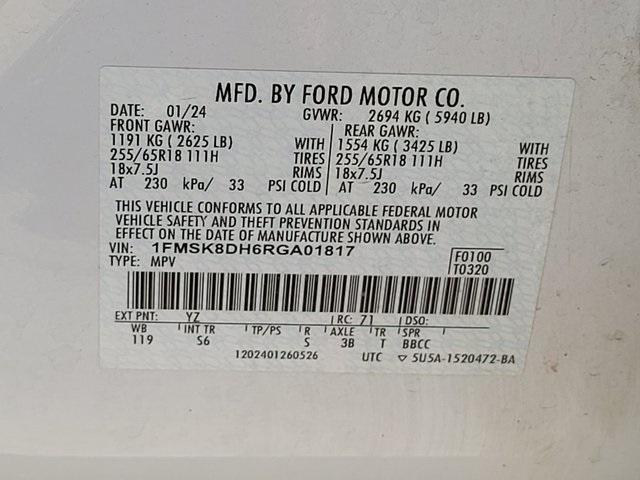 MFD. BY FORD MOTOR CO.
DATE: 01/24 GVWR: 2694 KG ( 5940 LB)
FRONT GAWR: REAR GAWR:
1191 KG ( 2625 LB) WITH 1554 KG ( 3425 LB) WITH
255/65R18 111H TIRES 255/65R18 111H TIRES
18x7.5J RIMS 18x7.5J RIMS
AT 230 kPa/ 33 PSI COLD AT 230 kPa/ 33 PSI COLD
THIS VEHICLE CONFORMS TO ALL APPLICABLE FEDERAL MOTOR
VEHICLE SAFETY AND THEFT PREVENTION STANDARDS IN EFFECT
ON THE DATE OF MANUFACTURE SHOWN ABOVE.
VIN: 1FMSK8DH6RGA01817 F0100
TYPE: MPV T0320
EXT PNT: YZ RC: 71 DSO:
WB INT TR TP/PS R AXLE TR SPR
119 S6 S 3B T BBCC
1202401260526 UTC 5U5A-1520472-BA